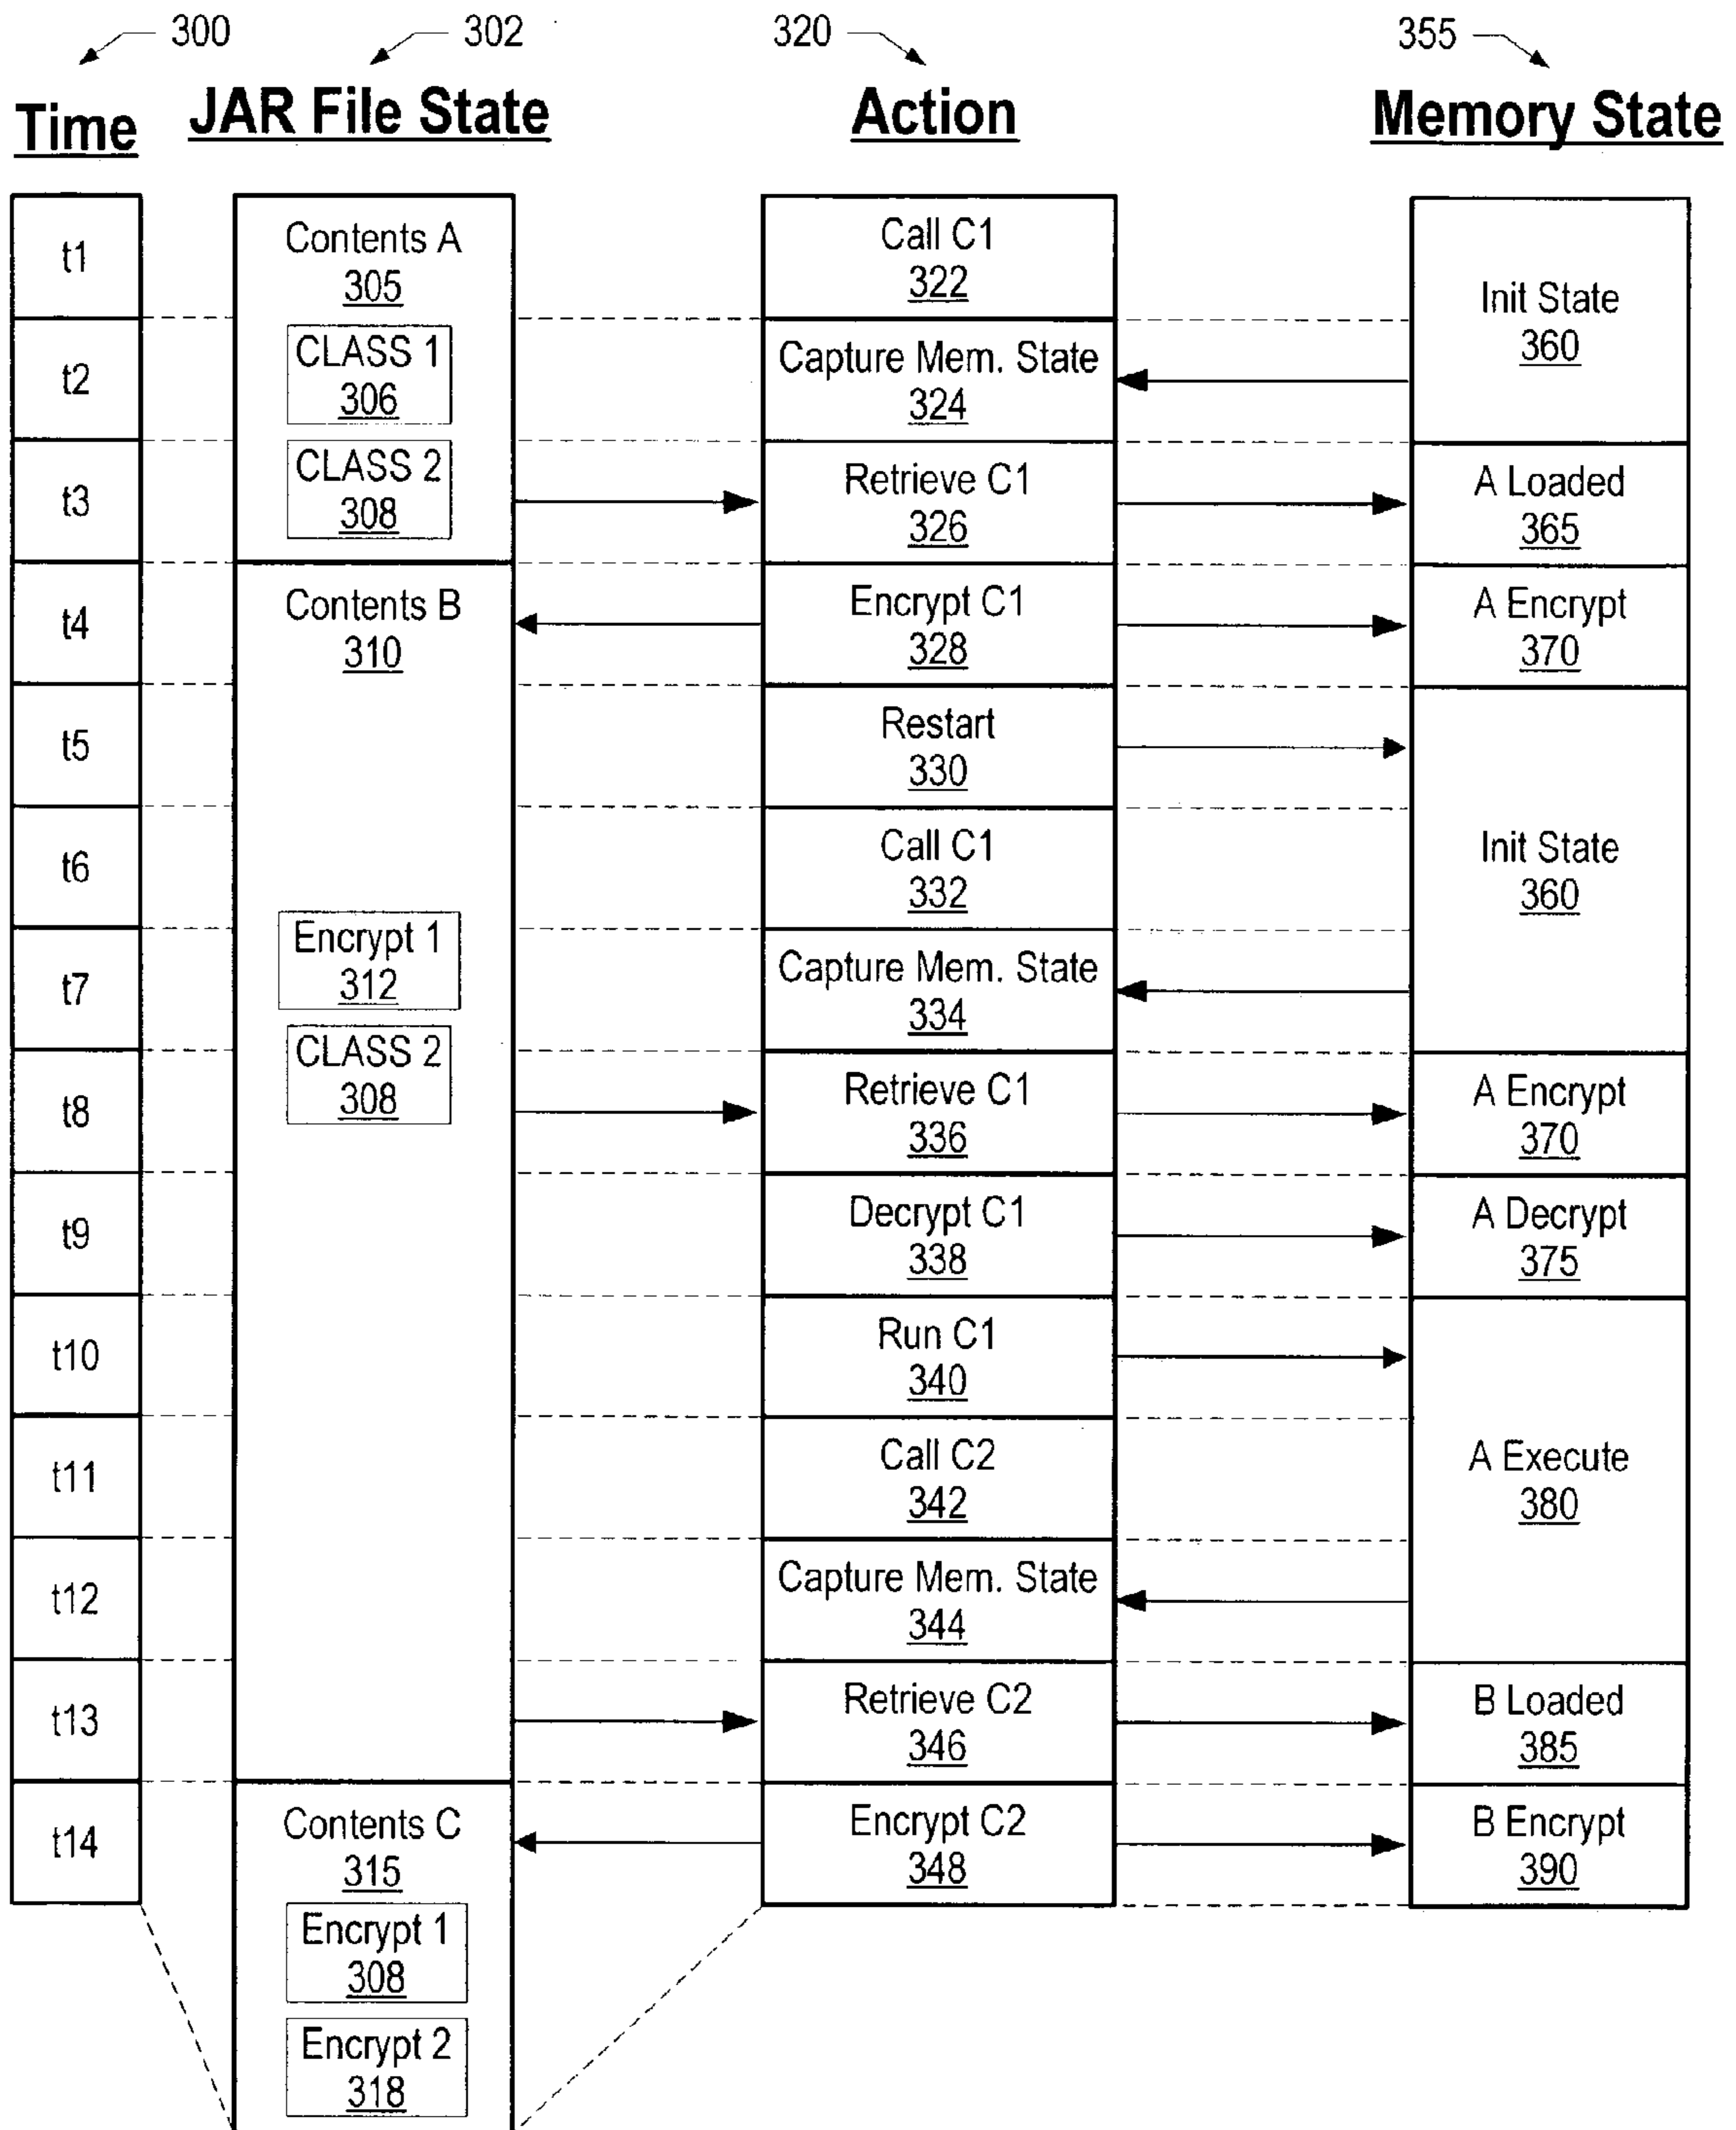 300
302
320
355
Time
JAR File State
Action
Memory State
t1
Contents A
305
Call C1
322
Init State
360
t2
CLASS 1
306
Capture Mem. State
324
t3
CLASS 2
308
Retrieve C1
326
A Loaded
365
t4
Contents B
310
Encrypt C1
328
A Encrypt
370
t5
Restart
330
t6
Call C1
332
Init State
360
t7
Encrypt 1
312
Capture Mem. State
334
t8
CLASS 2
308
Retrieve C1
336
A Encrypt
370
t9
Decrypt C1
338
A Decrypt
375
t10
Run C1
340
t11
Call C2
342
A Execute
380
t12
Capture Mem. State
344
t13
Retrieve C2
346
B Loaded
385
t14
Contents C
315
Encrypt C2
348
B Encrypt
390
Encrypt 1
308
Encrypt 2
318